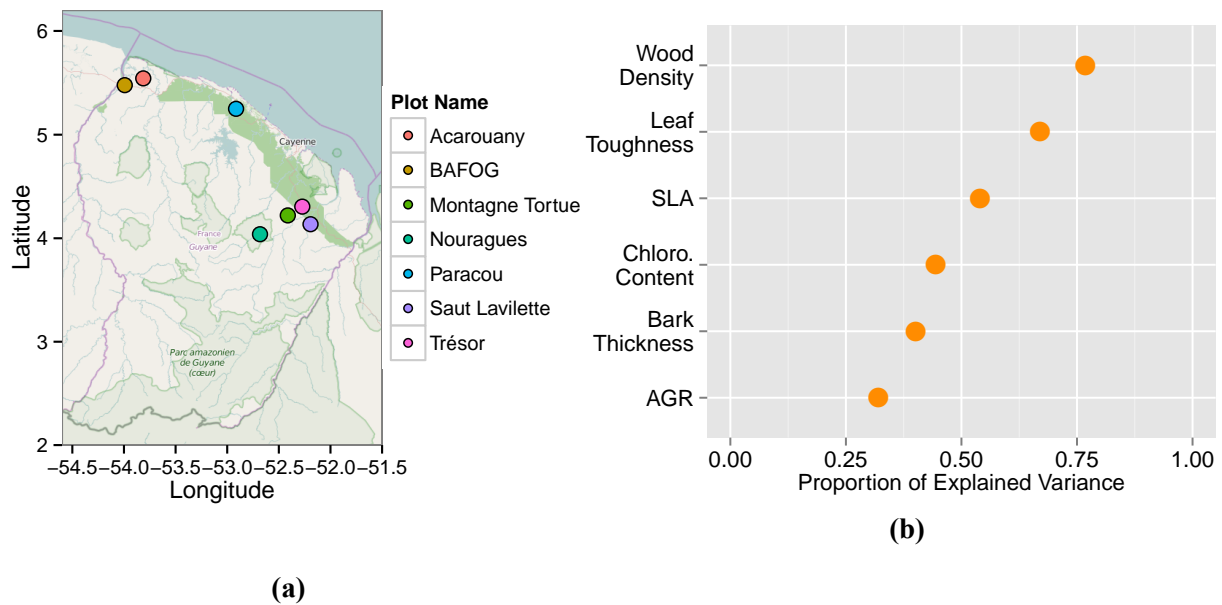 6
5
4
3
2
Latitude
−54.5
−54.0
−53.5
−53.0
−52.5
−52.0
−51.5
Longitude
Cayenne
France
Guyane
Parc amazonien
de Guyane
(cœur)
Plot Name
Acarouany
BAFOG
Montagne Tortue
Nouragues
Paracou
Saut Lavilette
Trésor
(a)
Wood
Density
Leaf
Toughness
SLA
Chloro.
Content
Bark
Thickness
AGR
0.00
0.25
0.50
0.75
1.00
Proportion of Explained Variance
(b)